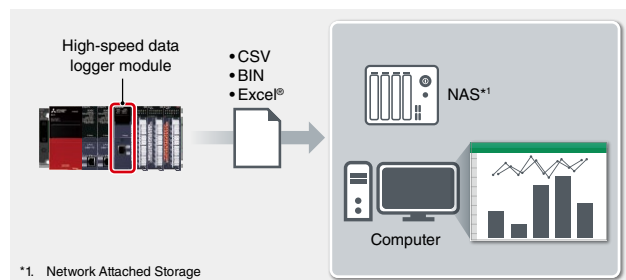 High-speed data
logger module
•CSV
•BIN
•Excel®
NAS*1
Computer
*1. Network Attached Storage